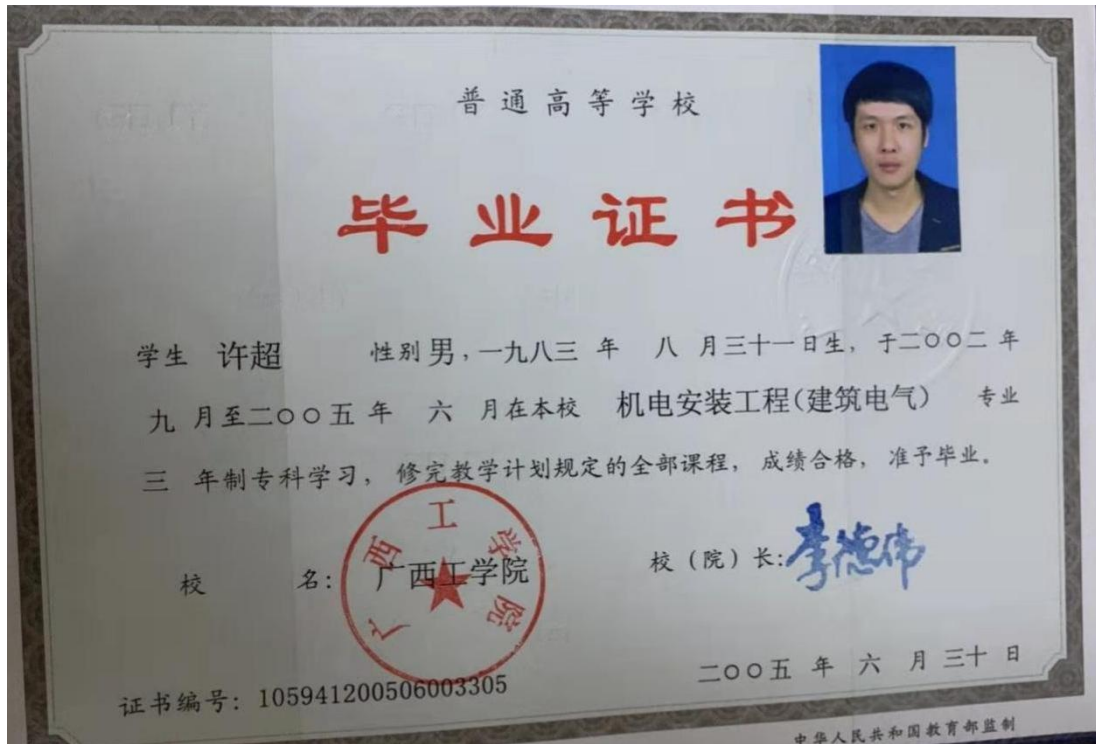 普通高等学校
毕业证书
学生 许超 性别男,一九八三 年 八 月三十一日生, 于二〇〇二年
九 月至二〇〇五年 六 月在本校 机电安装工程(建筑电气) 专业
三 年制专科学习, 修完教学计划规定的全部课程, 成绩合格, 准予毕业。
广西工学院
校 名: 广西工学院 校(院)长: 李德伟
二〇〇五 年 六 月 三十 日
证书编号: 105941200506003305
中华人民共和国教育部监制